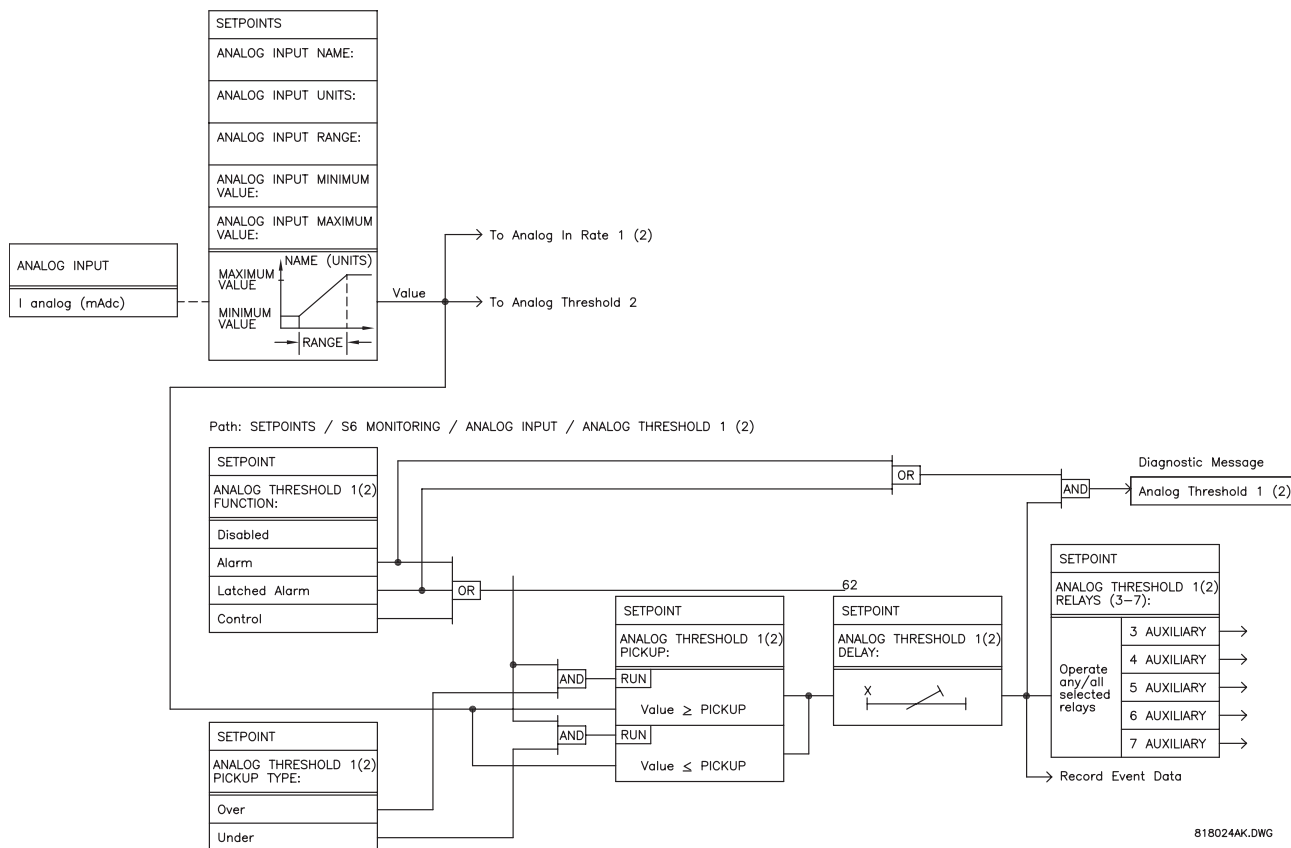 SETPOINTS
ANALOG INPUT NAME:
ANALOG INPUT UNITS:
ANALOG INPUT RANGE:
ANALOG INPUT MINIMUM
VALUE:
ANALOG INPUT MAXIMUM
VALUE:
NAME (UNITS)
MAXIMUM
VALUE
MINIMUM
VALUE
RANGE
ANALOG INPUT
I analog (mAdc)
Value
To Analog In Rate 1 (2)
To Analog Threshold 2
Path: SETPOINTS / S6 MONITORING / ANALOG INPUT / ANALOG THRESHOLD 1 (2)
SETPOINT
ANALOG THRESHOLD 1(2)
FUNCTION:
Disabled
Alarm
Latched Alarm
Control
OR
OR
AND
Diagnostic Message
Analog Threshold 1 (2)
62
SETPOINT
ANALOG THRESHOLD 1(2)
PICKUP TYPE:
Over
Under
AND
AND
SETPOINT
ANALOG THRESHOLD 1(2)
PICKUP:
RUN
Value ≥ PICKUP
RUN
Value ≤ PICKUP
SETPOINT
ANALOG THRESHOLD 1(2)
DELAY:
X
SETPOINT
ANALOG THRESHOLD 1(2)
RELAYS (3-7):
Operate
any/all
selected
relays
3 AUXILIARY
4 AUXILIARY
5 AUXILIARY
6 AUXILIARY
7 AUXILIARY
Record Event Data
818024AK.DWG